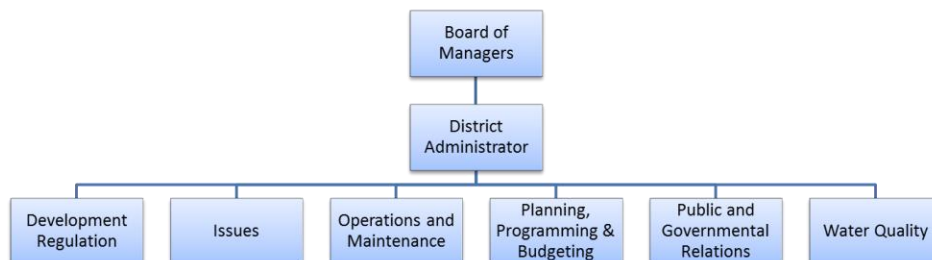 Board of
Managers
District
Administrator
Development
Regulation
Issues
Operations and
Maintenance
Planning,
Programming &
Budgeting
Public and
Governmental
Relations
Water Quality